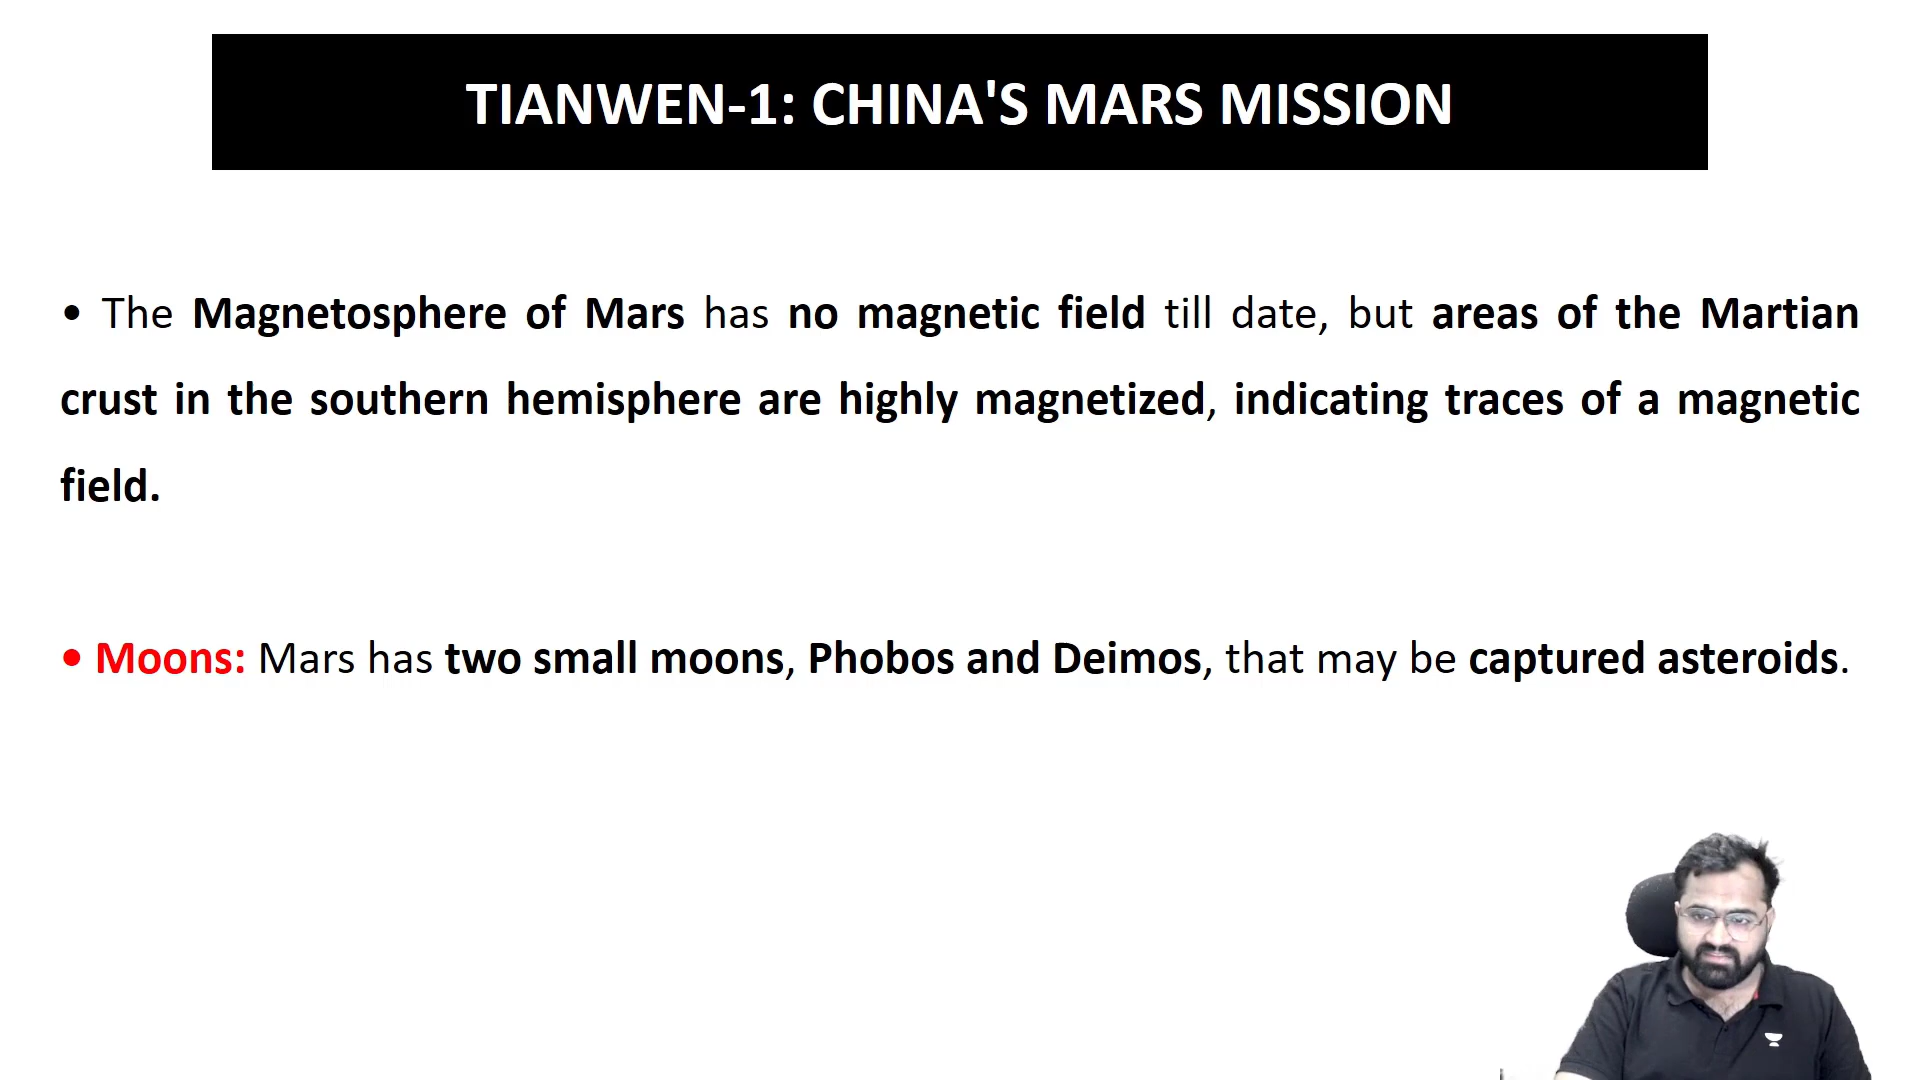 TIANWEN-1: CHINA'S MARS MISSION
• The Magnetosphere of Mars has no magnetic field till date, but areas of the Martian
crust in the southern hemisphere are highly magnetized, indicating traces of a magnetic
field.
• Moons: Mars has two small moons, Phobos and Deimos, that may be captured asteroids.